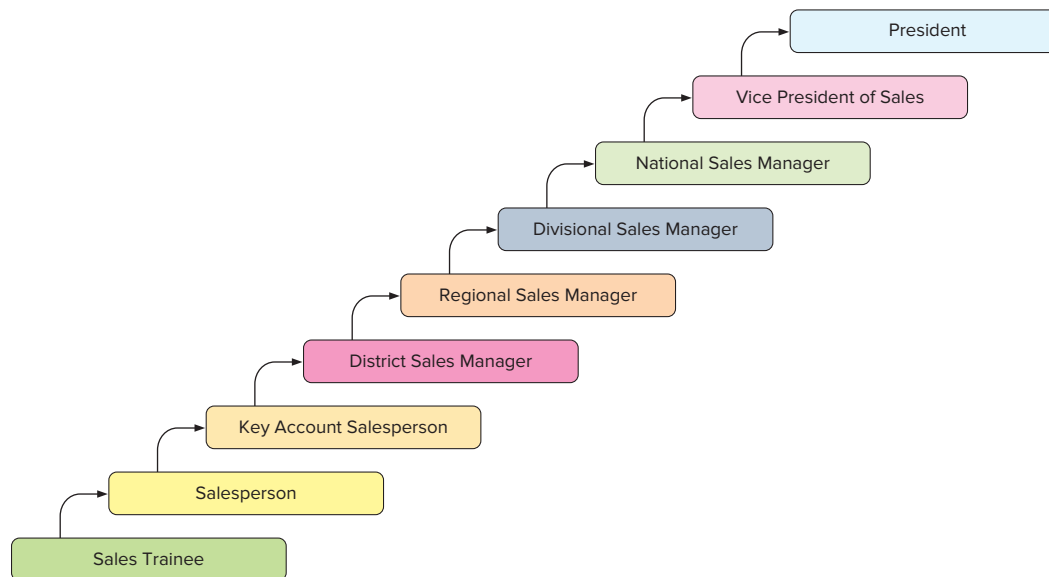 President
Vice President of Sales
National Sales Manager
Divisional Sales Manager
Regional Sales Manager
District Sales Manager
Key Account Salesperson
Salesperson
Sales Trainee